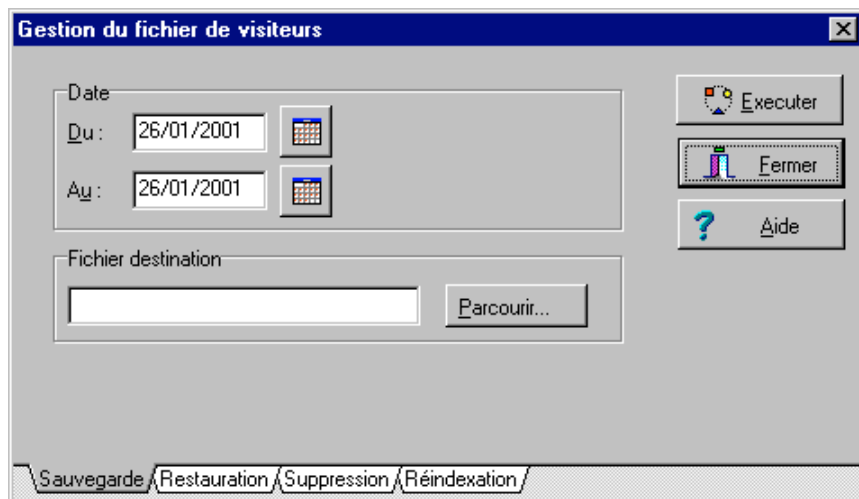 Gestion du fichier de visiteurs
Date
Du : 26/01/2001
Au : 26/01/2001
Executer
Fermer
Aide
Fichier destination
Parcourir...
Sauvegarde Restauration Suppression Réindexation